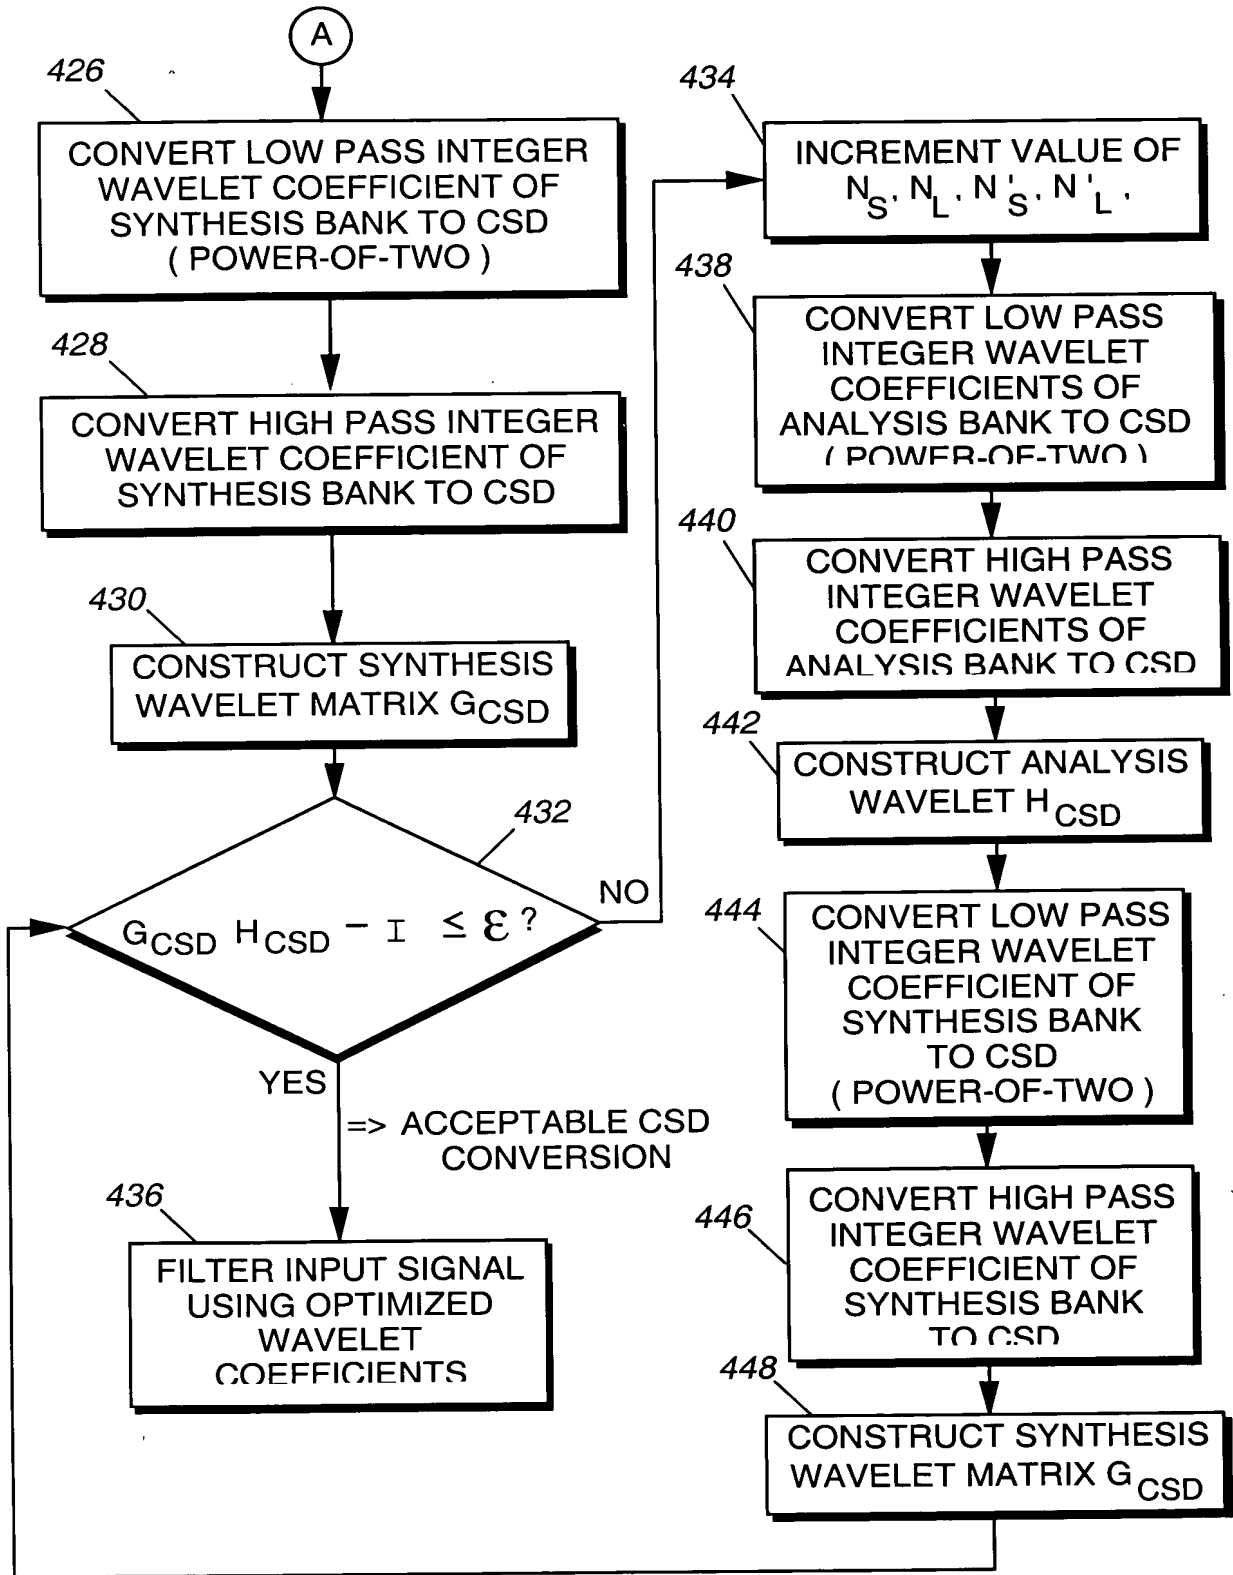 A
426
CONVERT LOW PASS INTEGER
WAVELET COEFFICIENT OF
SYNTHESIS BANK TO CSD
( POWER-OF-TWO )
428
CONVERT HIGH PASS INTEGER
WAVELET COEFFICIENT OF
SYNTHESIS BANK TO CSD
430
CONSTRUCT SYNTHESIS
WAVELET MATRIX GCSD
432
GCSD HCSD – I ≤ ε ?
NO
YES
=> ACCEPTABLE CSD
CONVERSION
436
FILTER INPUT SIGNAL
USING OPTIMIZED
WAVELET
COEFFICIENTS
434
INCREMENT VALUE OF
NS, NL, N'S, N'L,
438
CONVERT LOW PASS
INTEGER WAVELET
COEFFICIENTS OF
ANALYSIS BANK TO CSD
( POWER-OF-TWO )
440
CONVERT HIGH PASS
INTEGER WAVELET
COEFFICIENTS OF
ANALYSIS BANK TO CSD
442
CONSTRUCT ANALYSIS
WAVELET HCSD
444
CONVERT LOW PASS
INTEGER WAVELET
COEFFICIENT OF
SYNTHESIS BANK
TO CSD
( POWER-OF-TWO )
446
CONVERT HIGH PASS
INTEGER WAVELET
COEFFICIENT OF
SYNTHESIS BANK
TO CSD
448
CONSTRUCT SYNTHESIS
WAVELET MATRIX GCSD